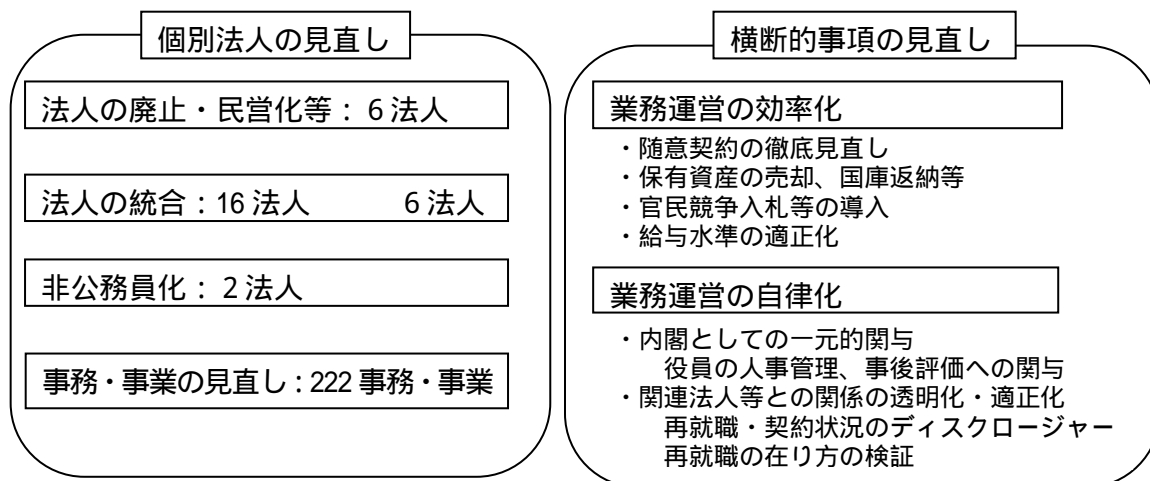 個別法人の見直し
法人の廃止・民営化等：6法人
法人の統合：16法人　　　6法人
非公務員化：2法人
事務・事業の見直し：222事務・事業
横断的事項の見直し
業務運営の効率化
・随意契約の徹底見直し
・保有資産の売却、国庫返納等
・官民競争入札等の導入
・給与水準の適正化
業務運営の自律化
・内閣としての一元的関与
役員の人事管理、事後評価への関与
・関連法人等との関係の透明化・適正化
再就職・契約状況のディスクロージャー
再就職の在り方の検証